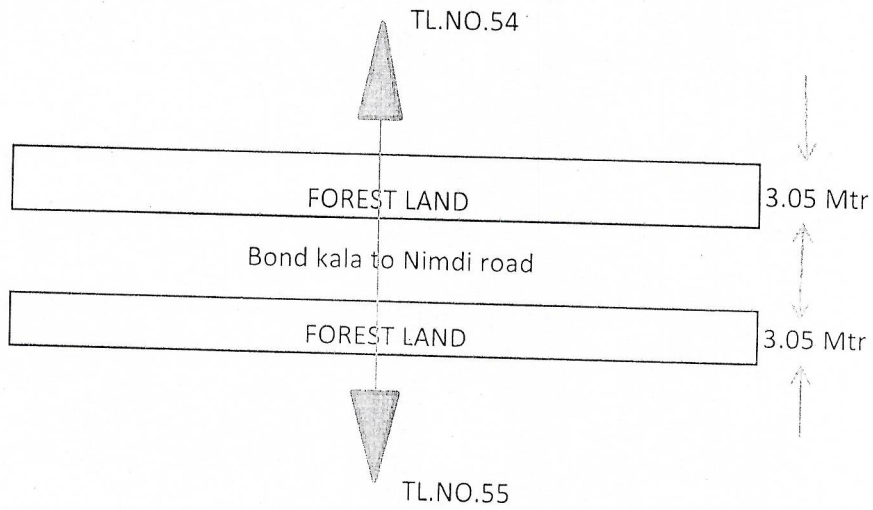 TL.NO.54
FOREST LAND
3.05 Mtr
Bond kala to Nimdi road
FOREST LAND
3.05 Mtr
TL.NO.55